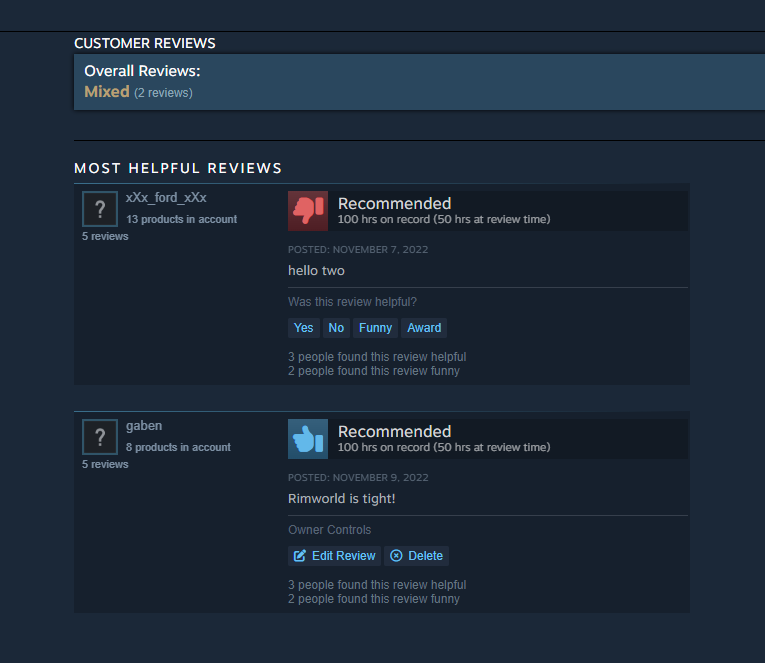 CUSTOMER REVIEWS
Overall Reviews:
Mixed (2 reviews)
MOST HELPFUL REVIEWS
?
xXx_ford_xXx
13 products in account
5 reviews
Recommended
100 hrs on record (50 hrs at review time)
POSTED: NOVEMBER 7, 2022
hello two
Was this review helpful?
Yes No Funny Award
3 people found this review helpful
2 people found this review funny
?
gaben
8 products in account
5 reviews
Recommended
100 hrs on record (50 hrs at review time)
POSTED: NOVEMBER 9, 2022
Rimworld is tight!
Owner Controls
Edit Review Delete
3 people found this review helpful
2 people found this review funny